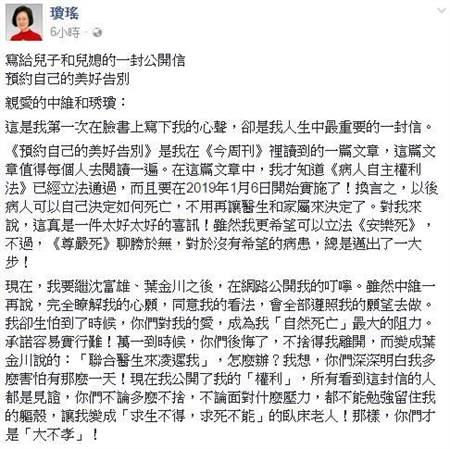 瓊瑤
6小時 ·
寫給兒子和兒媳的一封公開信
預約自己的美好告別
親愛的中維和琇瓊：
這是我第一次在臉書上寫下我的心聲，卻是我人生中最重要的一封信。
《預約自己的美好告別》是我在《今周刊》裡讀到的一篇文章，這篇文
章值得每個人去閱讀一遍。在這篇文章中，我才知道《病人自主權利
法》已經立法通過，而且要在2019年1月6日開始實施了！換言之，以後
病人可以自己決定如何死亡，不用再讓醫生和家屬來決定了。對我來
說，這真是一件太好太好的喜訊！雖然我更希望可以立法《安樂死》，
不過，《尊嚴死》聊勝於無，對於沒有希望的病患，總是邁出了一大
步！
現在，我要繼沈富雄、葉金川之後，在網路公開我的叮嚀。雖然中維一
再說，完全瞭解我的心願，同意我的看法，會全部遵照我的願望去做。
我卻生怕到了時候，你們對我的愛，成為我「自然死亡」最大的阻力。
承諾容易實行難！萬一到時候，你們後悔了，不捨得我離開，而變成葉
金川說的：「聯合醫生來凌遲我」，怎麼辦？我想，你們深深明白我多
麼害怕有那麼一天！現在我公開了我的「權利」，所有看到這封信的人
都是見證，你們不論多麼不捨，不論面對什麼壓力，都不能勉強留住我
的軀殼，讓我變成「求生不得，求死不能」的臥床老人！那樣，你們才
是「大不孝」！